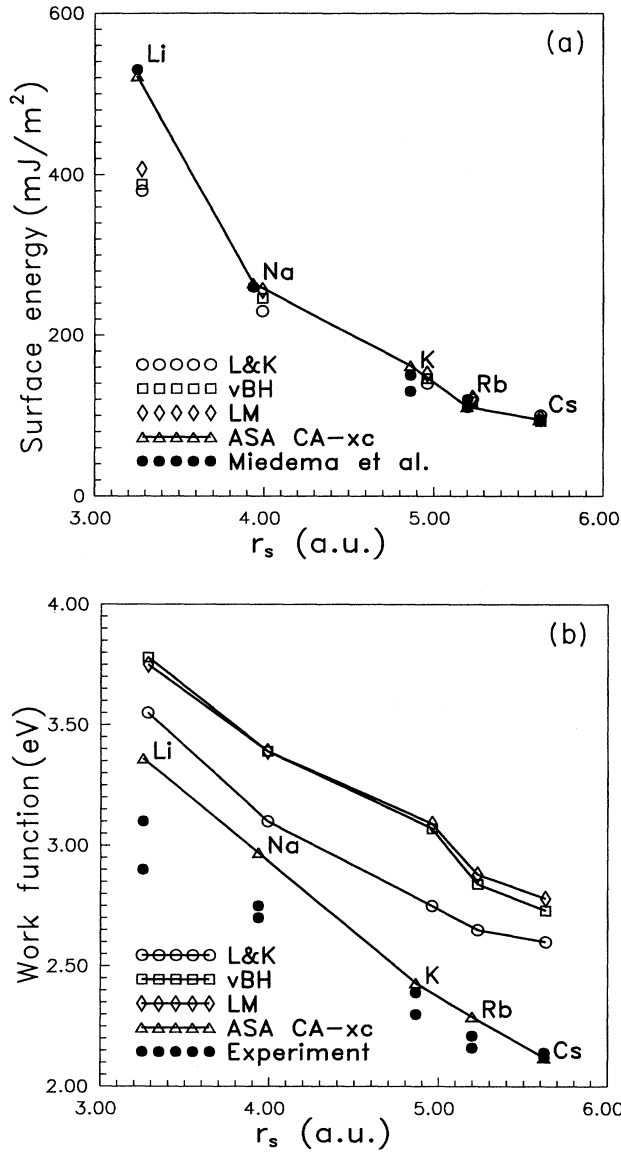 (a)
600
Li
400
Na
200
K
Rb
Cs
0
3.00 4.00 5.00 6.00
Surface energy (mJ/m²)
L&K
vBH
LM
ASA CA-xc
Miedema et al.
rₛ (a.u.)
(b)
4.00
3.50
3.00
2.50
2.00
Li
Na
K
Rb
Cs
Work function (eV)
L&K
vBH
LM
ASA CA-xc
Experiment
3.00 4.00 5.00 6.00
rₛ (a.u.)